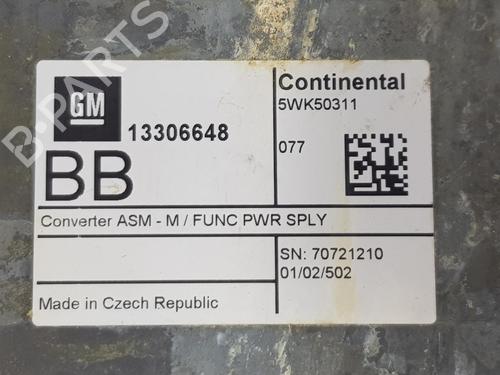 GM
13306648
BB
Continental
5WK50311
077
Converter ASM - M / FUNC PWR SPLY
SN: 70721210
01/02/502
Made in Czech Republic
B-PARTS